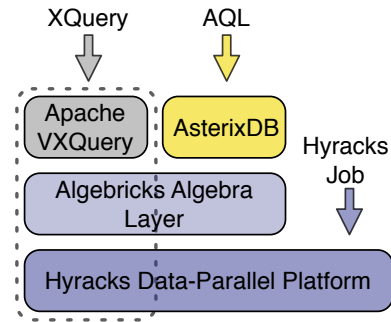 XQuery
AQL
Apache
VXQuery
AsterixDB
Hyracks
Job
Algebricks Algebra
Layer
Hyracks Data-Parallel Platform